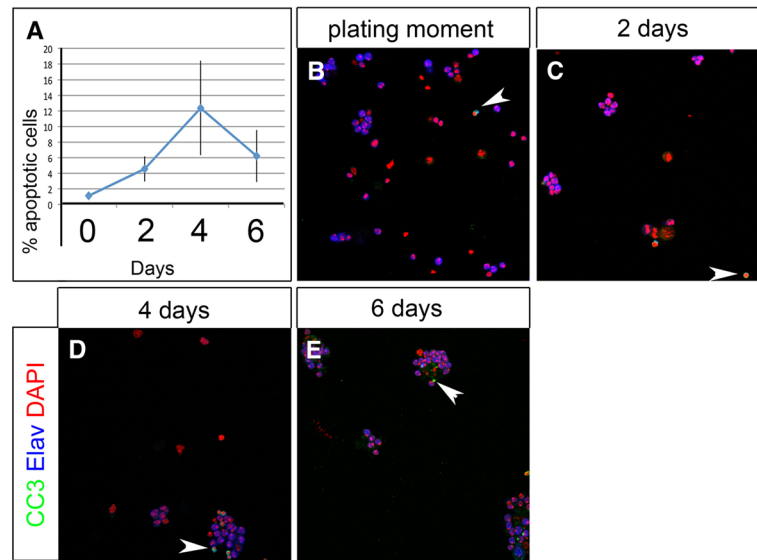 A
% apoptotic cells
20
18
16
14
12
10
8
6
4
2
0
0 2 4 6
Days
plating moment
B
2 days
C
4 days
D
6 days
E
CC3 Elav DAPI